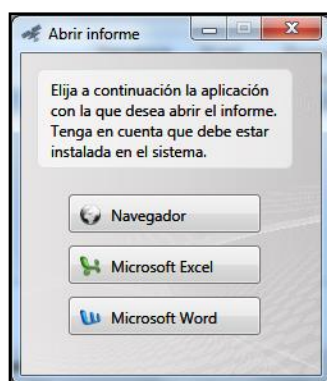 Abrir informe
Elija a continuación la aplicación
con la que desea abrir el informe.
Tenga en cuenta que debe estar
instalada en el sistema.
Navegador
Microsoft Excel
Microsoft Word